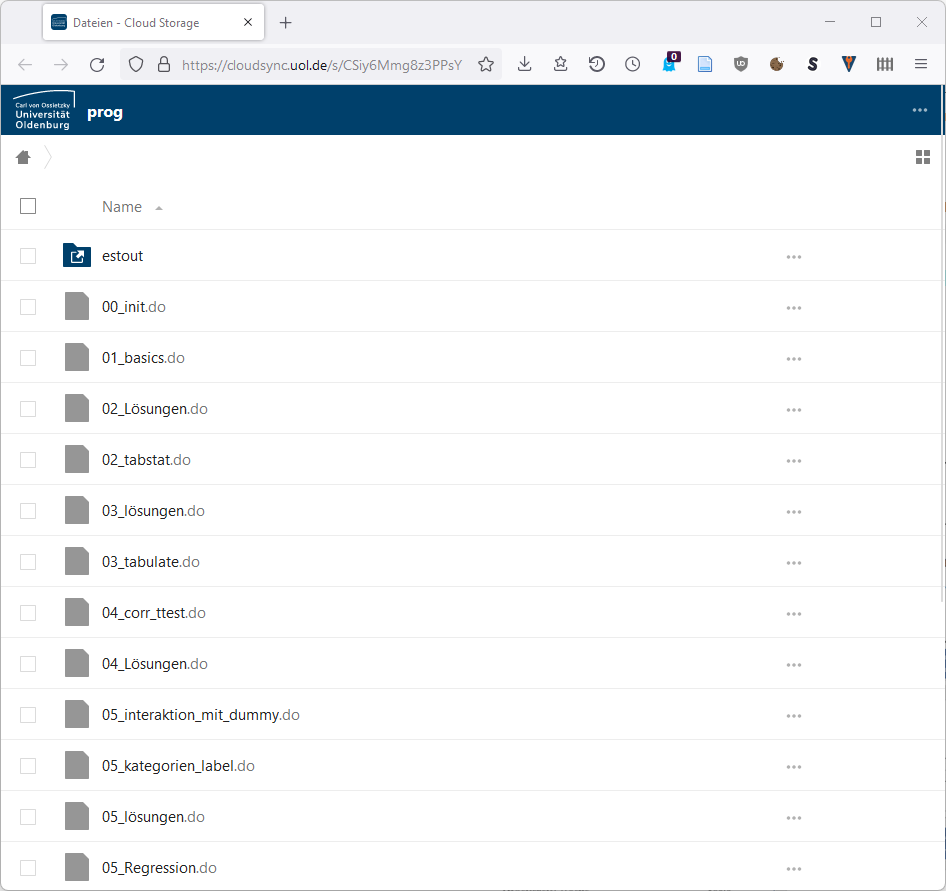 Dateien - Cloud Storage
https://cloudsync.uol.de/s/CSiy6Mmg8z3PPsY
0
UD
S
Carl von Ossietzky
Universität
Oldenburg
prog
Name
estout
00_init.do
01_basics.do
02_Lösungen.do
02_tabstat.do
03_lösungen.do
03_tabulate.do
04_corr_ttest.do
04_Lösungen.do
05_interaktion_mit_dummy.do
05_kategorien_label.do
05_lösungen.do
05_Regression.do